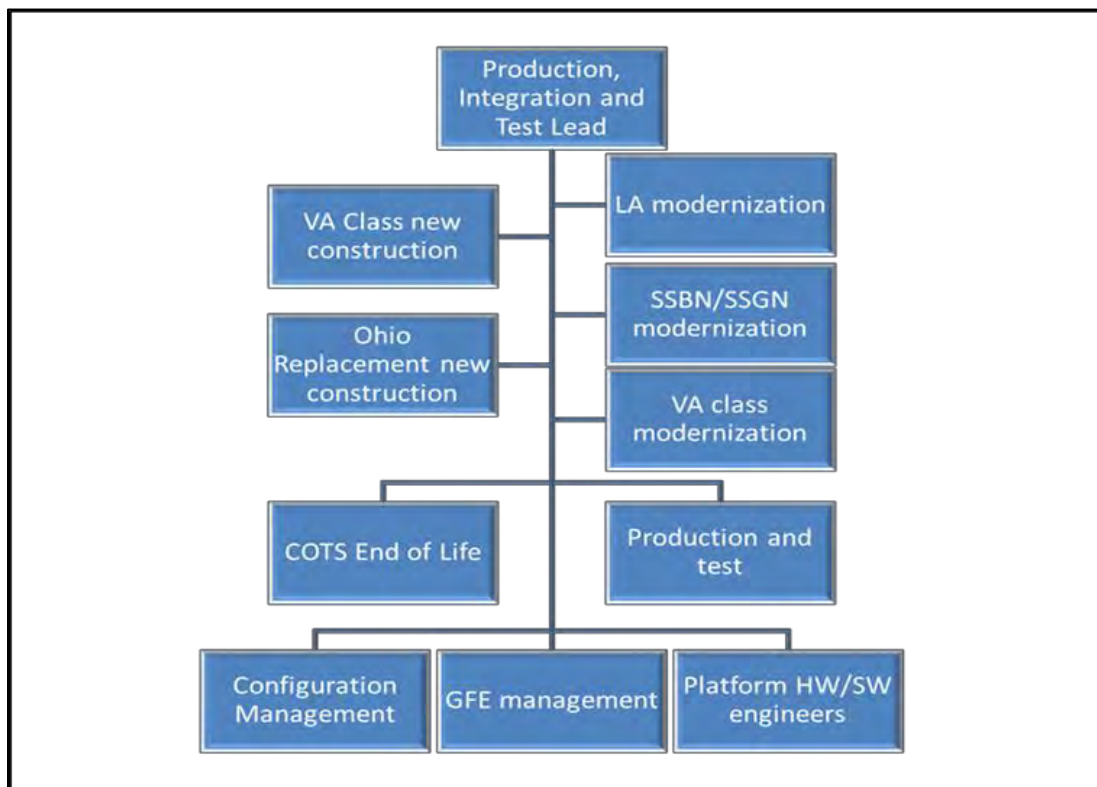 Production,
Integration and
Test Lead
LA modernization
VA Class new
construction
SSBN/SSGN
modernization
Ohio
Replacement new
construction
VA class
modernization
COTS End of Life
Production and
test
Configuration
Management
GFE management
Platform HW/SW
engineers